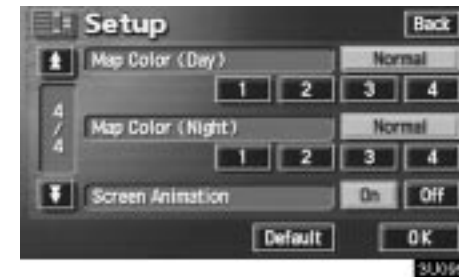 Setup Back
Map Color (Day) Normal
1 2 3 4
4/4
Map Color (Night) Normal
1 2 3 4
Screen Animation On Off
Default OK